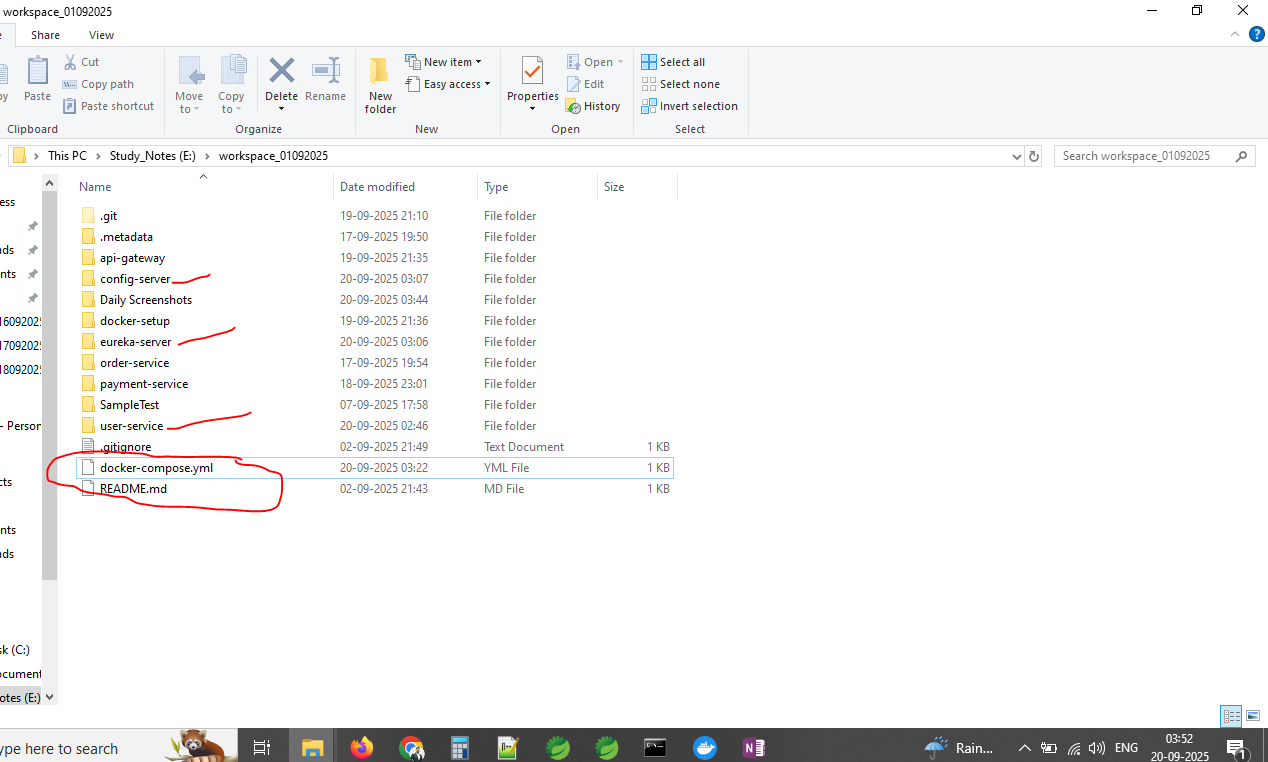 workspace_01092025
Share View
Paste
Cut
Copy path
Paste shortcut
Clipboard
Move to
Copy to
Delete
Rename
Organize
New folder
New item
Easy access
New
Properties
Open
Edit
History
Open
Select all
Select none
Invert selection
Select
This PC > Study_Notes (E:) > workspace_01092025
Search workspace_01092025
Name Date modified Type Size
.git 19-09-2025 21:10 File folder
.metadata 17-09-2025 19:50 File folder
api-gateway 19-09-2025 21:35 File folder
config-server 20-09-2025 03:07 File folder
Daily Screenshots 20-09-2025 03:44 File folder
docker-setup 19-09-2025 21:36 File folder
eureka-server 20-09-2025 03:06 File folder
order-service 17-09-2025 19:54 File folder
payment-service 18-09-2025 23:01 File folder
SampleTest 07-09-2025 17:58 File folder
user-service 20-09-2025 02:46 File folder
.gitignore 02-09-2025 21:49 Text Document 1 KB
docker-compose.yml 20-09-2025 03:22 YML File 1 KB
README.md 02-09-2025 21:43 MD File 1 KB
ess
ds
nts
1609202
1709202
1809202
- Person
cts
nts
ds
sk (C:)
ocument
otes (E:)
ype here to search
Rain...
ENG
03:52
20-09-2025
1